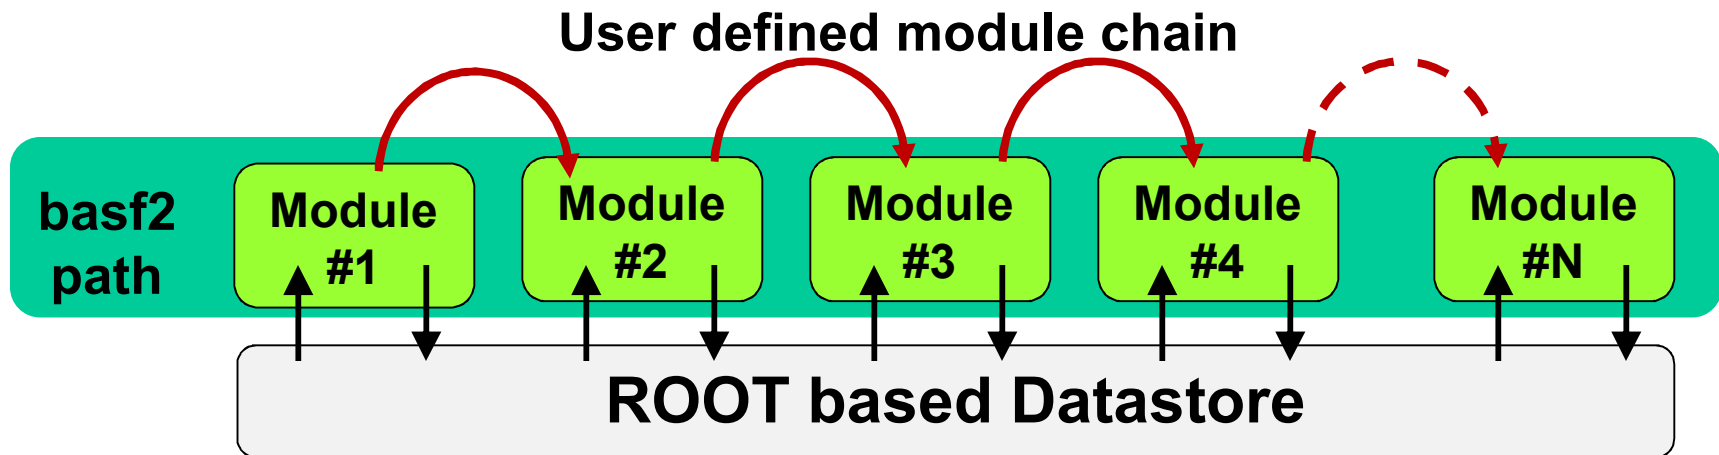 User defined module chain
basf2
path
Module
#1
Module
#2
Module
#3
Module
#4
Module
#N
ROOT based Datastore